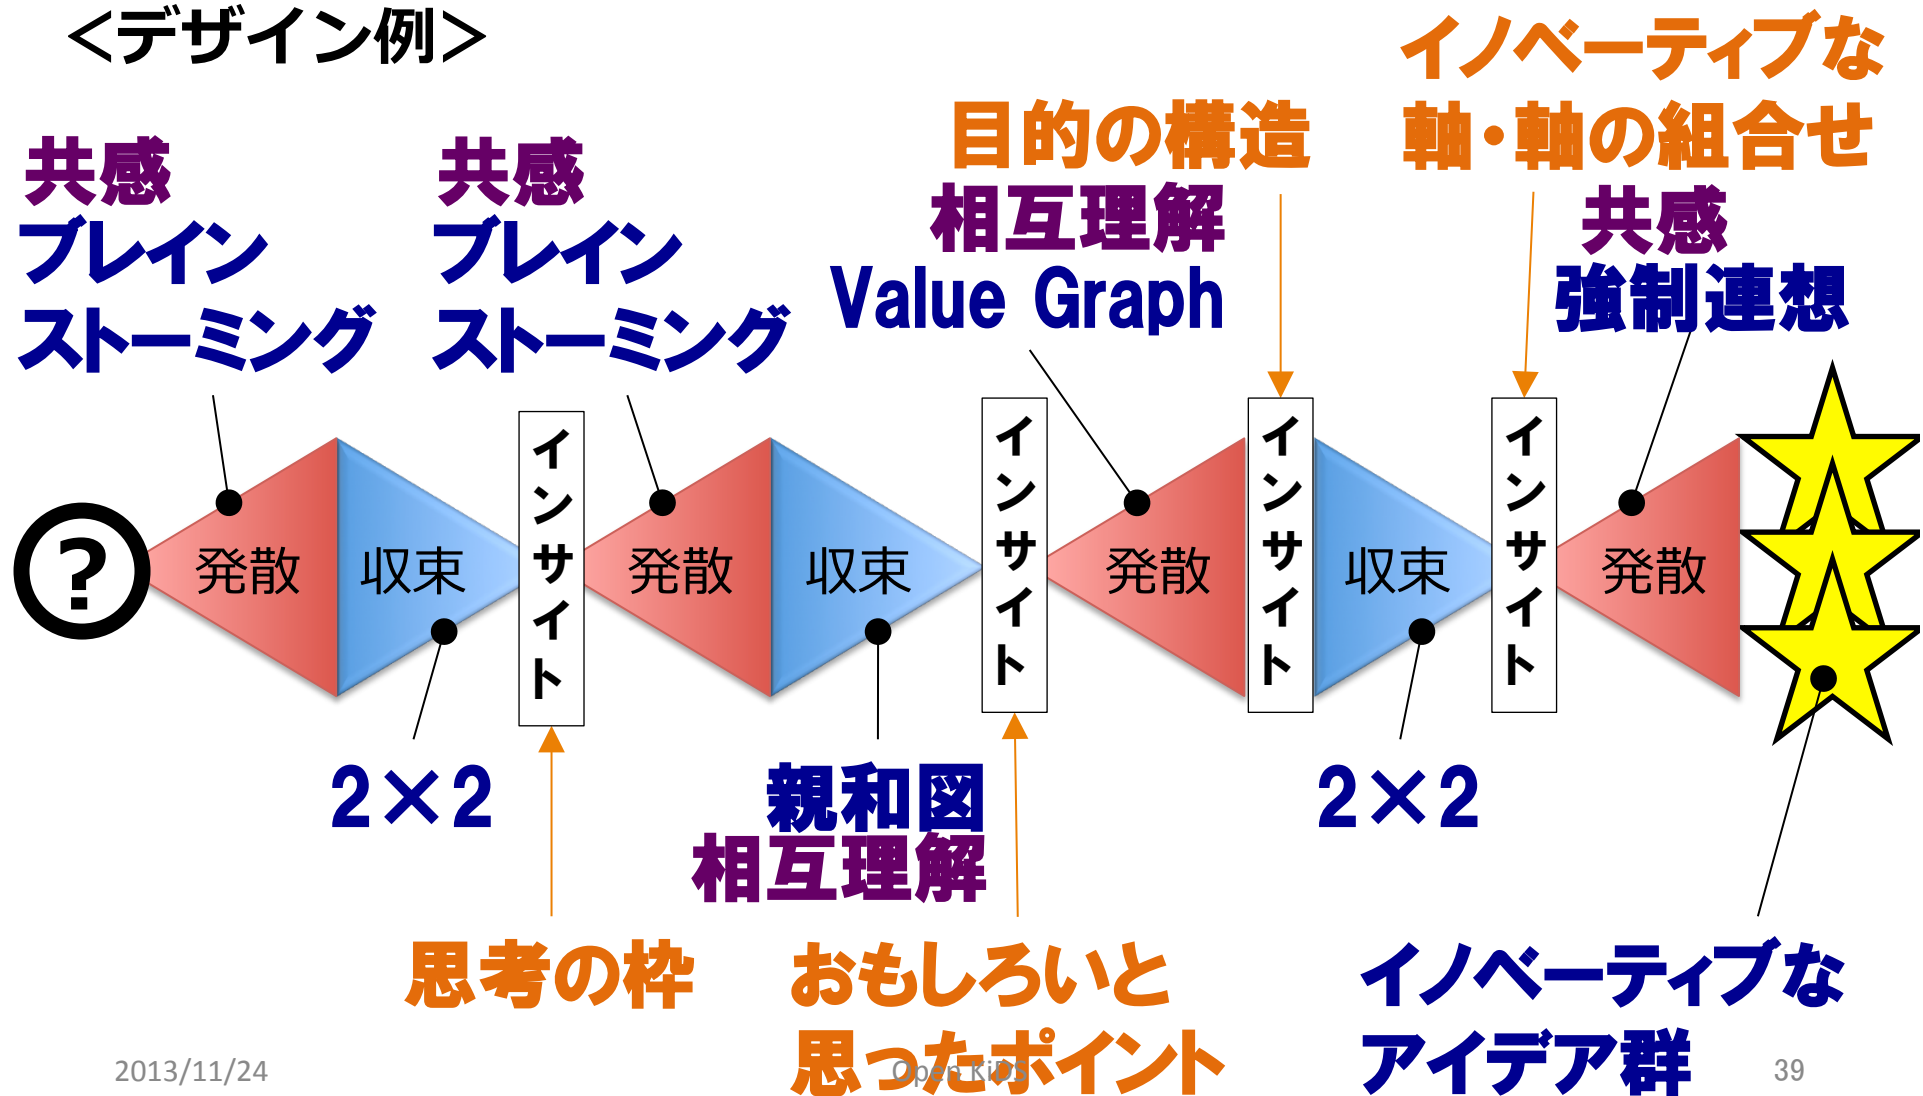 ＜デザイン例＞
イノベーティブな
軸・軸の組合せ
目的の構造
共感
ブレイン
ストーミング
共感
ブレイン
ストーミング
相互理解
Value Graph
共感
強制連想
?
発散
収束
インサイト
発散
収束
インサイト
発散
インサイト
収束
インサイト
発散
2×2
親和図
相互理解
2×2
思考の枠
おもしろいと
思ったポイント
イノベーティブな
アイデア群
2013/11/24
Open KiDS
39